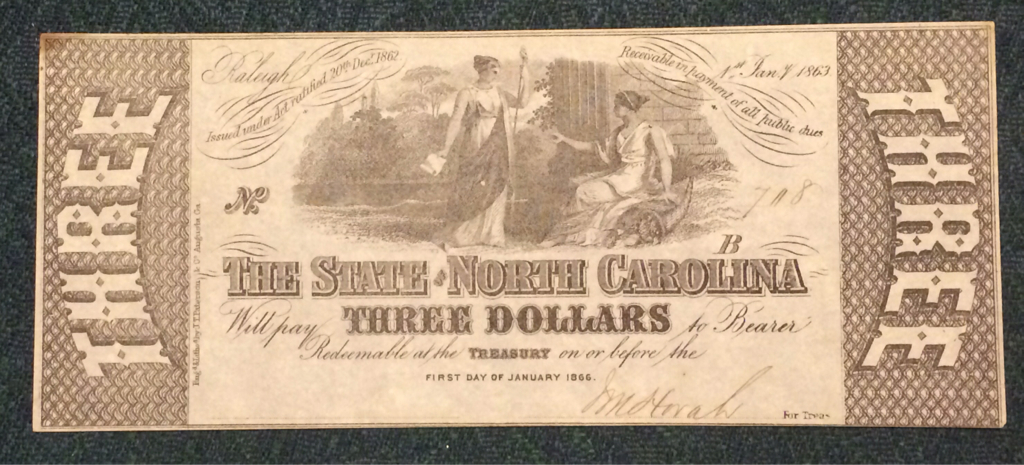 THREE
Raleigh
Issued under Act ratified 20th Decr. 1862
Receivable in payment of all public dues
1st Jany 1863.
No.
708
B
THE STATE OF NORTH CAROLINA
Will pay THREE DOLLARS to Bearer
Redeemable at the TREASURY on or before the
FIRST DAY OF JANUARY 1866.
For Treas
THREE